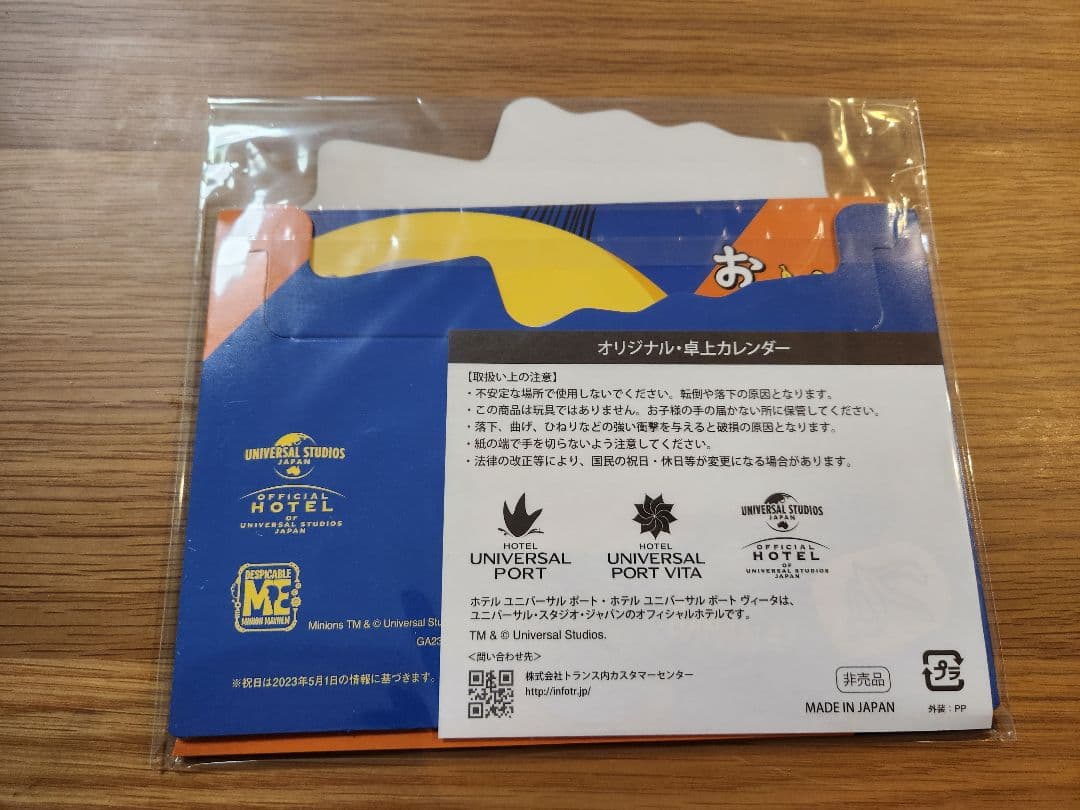 お
オリジナル・卓上カレンダー
【取扱い上の注意】
・不安定な場所で使用しないでください。転倒や落下の原因となります。
・この商品は玩具ではありません。お子様の手の届かない所に保管してください。
・落下、曲げ、ひねりなどの強い衝撃を与えると破損の原因となります。
・紙の端で手を切らないよう注意してください。
・法律の改正等により、国民の祝日・休日等が変更になる場合があります。
UNIVERSAL STUDIOS
JAPAN
OFFICIAL
HOTEL
OF
UNIVERSAL STUDIOS
JAPAN
HOTEL
UNIVERSAL
PORT
HOTEL
UNIVERSAL
PORT VITA
UNIVERSAL STUDIOS
JAPAN
OFFICIAL
HOTEL
OF
UNIVERSAL STUDIOS
JAPAN
DESPICABLE
ME
MINION MAYHEM
Minions TM & © Universal Stu
GA23
※祝日は2023年5月1日の情報に基づきます。
ホテル ユニバーサル ポート・ホテル ユニバーサル ポート ヴィータは、
ユニバーサル・スタジオ・ジャパンのオフィシャルホテルです。
TM & © Universal Studios.
<問い合わせ先>
株式会社トランス内カスタマーセンター
http://infotr.jp/
非売品
MADE IN JAPAN
プラ
外装：PP